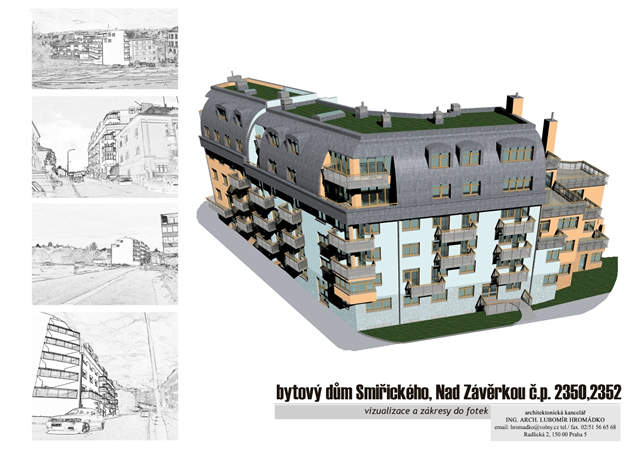 bytový dům Smiřického, Nad Závěrkou č.p. 2350,2352
vizualizace a zákresy do fotek
architektonická kancelář
ING. ARCH. LUBOMÍR HROMÁDKO
email: hromadko@volny.cz tel./ fax. 02/51 56 65 68
Radlická 2, 150 00 Praha 5